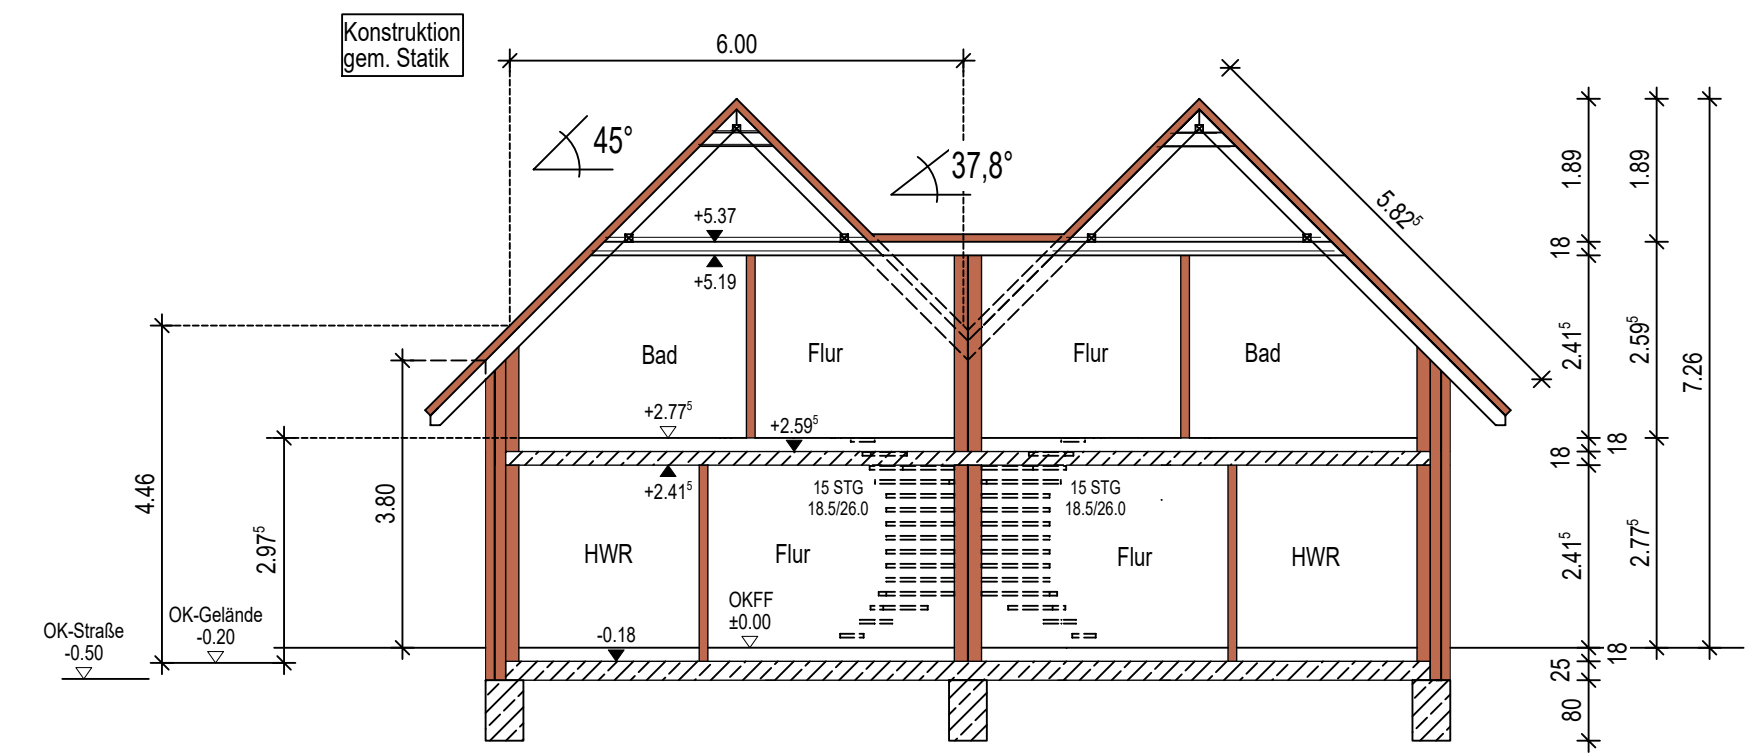 Konstruktion
gem. Statik
6.00
45°
37,8°
5.82⁵
+5.37
+5.19
1.89
1.89
18
Bad
Flur
Flur
Bad
2.41⁵
2.59⁵
7.26
+2.77⁵
+2.59⁵
+2.41⁵
18
18
4.46
3.80
2.97⁵
15 STG
18.5/26.0
15 STG
18.5/26.0
HWR
Flur
Flur
HWR
2.41⁵
2.77⁵
OKFF
±0.00
-0.18
OK-Gelände
-0.20
OK-Straße
-0.50
18
25
80